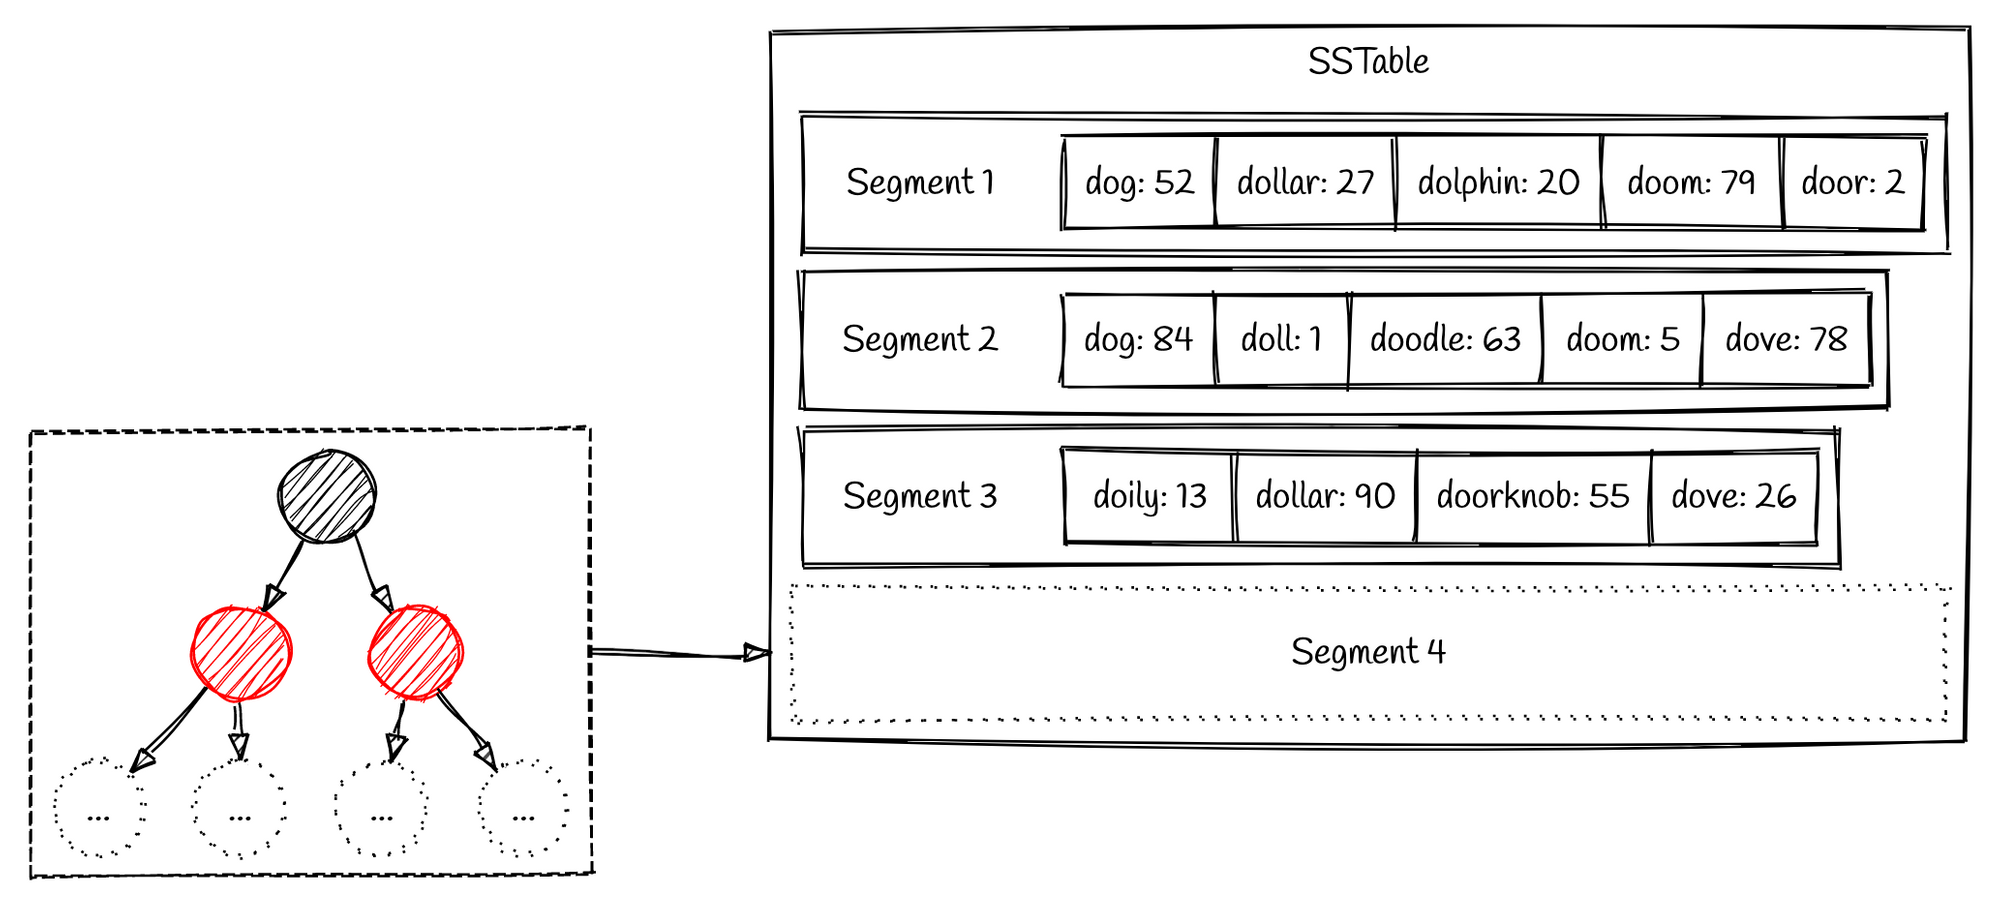 SSTable
Segment 1 dog: 52 dollar: 27 dolphin: 20 doom: 79 door: 2
Segment 2 dog: 84 doll: 1 doodle: 63 doom: 5 dove: 78
Segment 3 doily: 13 dollar: 90 doorknob: 55 dove: 26
Segment 4
... ... ... ...